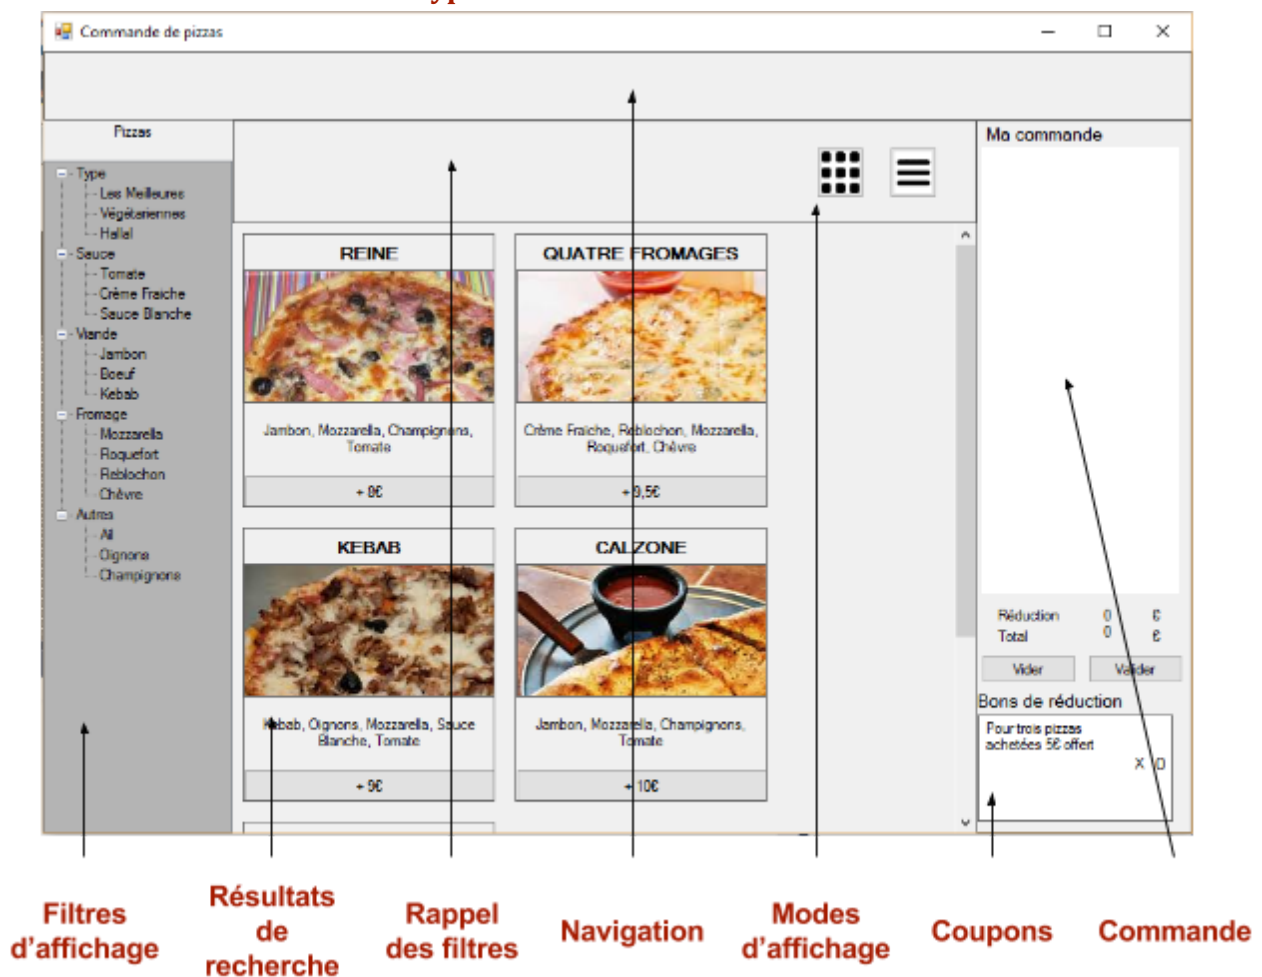 Commande de pizzas
Pizzas
Type
Les Meilleures
Végétariennes
Hallal
Sauce
Tomate
Crème Fraiche
Sauce Blanche
Viande
Jambon
Boeuf
Kebab
Fromage
Mozzarella
Roquefort
Reblochon
Chèvre
Autres
Ail
Oignons
Champignons
REINE
Jambon, Mozzarella, Champignons,
Tomate
+ 8€
QUATRE FROMAGES
Crème Fraiche, Reblochon, Mozzarella,
Roquefort, Chèvre
+ 9,5€
KEBAB
Kebab, Oignons, Mozzarella, Sauce
Blanche, Tomate
+ 9€
CALZONE
Jambon, Mozzarella, Champignons,
Tomate
+ 10€
Ma commande
Réduction 0 €
Total 0 €
Vider Valider
Bons de réduction
Pour trois pizzas
achetées 5€ offert
X O
Filtres
d'affichage
Résultats
de
recherche
Rappel
des filtres
Navigation
Modes
d'affichage
Coupons
Commande